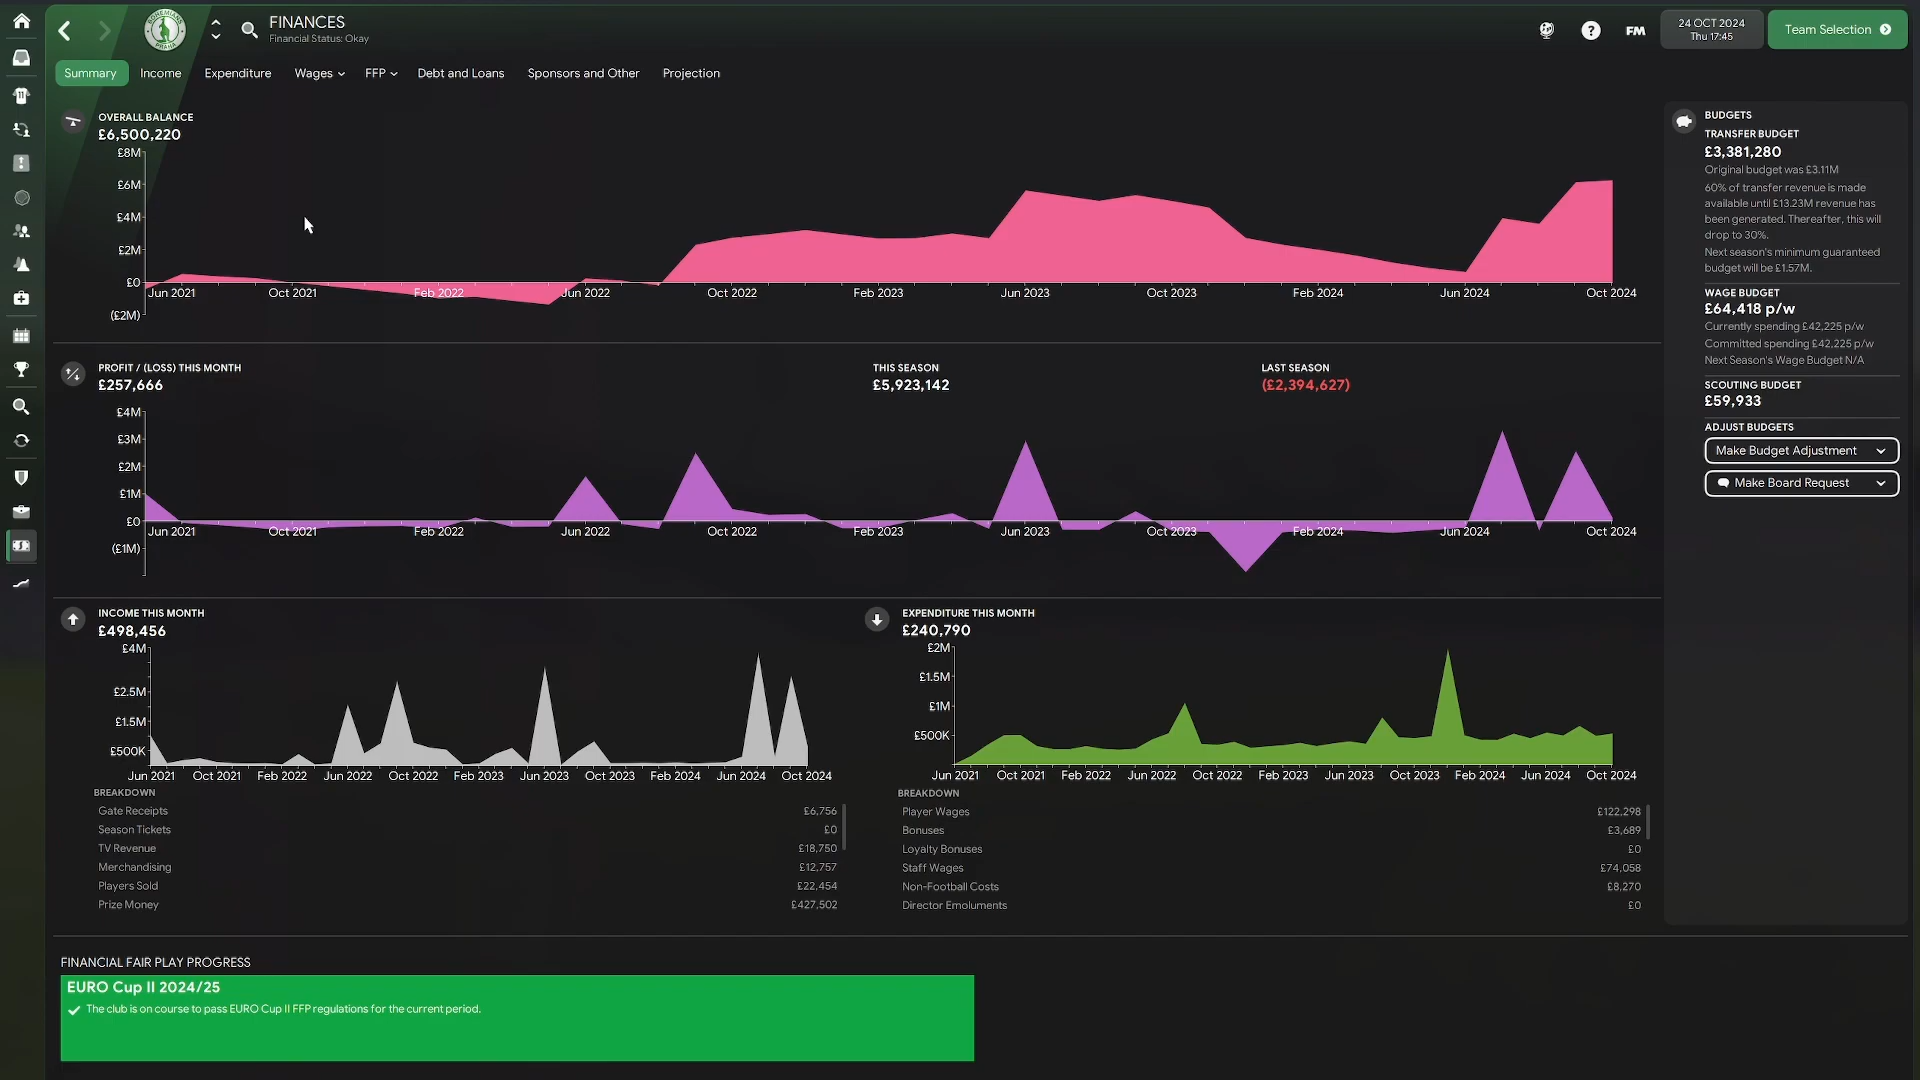 FINANCES
Financial Status: Okay
FM
24 OCT 2024
Thu 17:45
Team Selection
Summary
Income
Expenditure
Wages
FFP
Debt and Loans
Sponsors and Other
Projection
OVERALL BALANCE
£6,500,220
£8M
£6M
£4M
£2M
£0
(£2M)
Jun 2021
Oct 2021
Feb 2022
Jun 2022
Oct 2022
Feb 2023
Jun 2023
Oct 2023
Feb 2024
Jun 2024
Oct 2024
PROFIT / (LOSS) THIS MONTH
£257,666
THIS SEASON
£5,923,142
LAST SEASON
(£2,394,627)
£4M
£3M
£2M
£1M
£0
(£1M)
Jun 2021
Oct 2021
Feb 2022
Jun 2022
Oct 2022
Feb 2023
Jun 2023
Oct 2023
Feb 2024
Jun 2024
Oct 2024
INCOME THIS MONTH
£498,456
£4M
£2.5M
£1.5M
£500K
Jun 2021
Oct 2021
Feb 2022
Jun 2022
Oct 2022
Feb 2023
Jun 2023
Oct 2023
Feb 2024
Jun 2024
Oct 2024
BREAKDOWN
Gate Receipts £6,756
Season Tickets £0
TV Revenue £18,750
Merchandising £12,757
Players Sold £22,454
Prize Money £427,502
EXPENDITURE THIS MONTH
£240,790
£2M
£1.5M
£1M
£500K
Jun 2021
Oct 2021
Feb 2022
Jun 2022
Oct 2022
Feb 2023
Jun 2023
Oct 2023
Feb 2024
Jun 2024
Oct 2024
BREAKDOWN
Player Wages £122,298
Bonuses £3,689
Loyalty Bonuses £0
Staff Wages £74,058
Non-Football Costs £8,270
Director Emoluments £0
FINANCIAL FAIR PLAY PROGRESS
EURO Cup II 2024/25
The club is on course to pass EURO Cup II FFP regulations for the current period.
BUDGETS
TRANSFER BUDGET
£3,381,280
Original budget was £3.11M
60% of transfer revenue is made
available until £13.23M revenue has
been generated. Thereafter, this will
drop to 30%.
Next season's minimum guaranteed
budget will be £1.57M.
WAGE BUDGET
£64,418 p/w
Currently spending £42,225 p/w
Committed spending £42,225 p/w
Next Season's Wage Budget N/A
SCOUTING BUDGET
£59,933
ADJUST BUDGETS
Make Budget Adjustment
Make Board Request